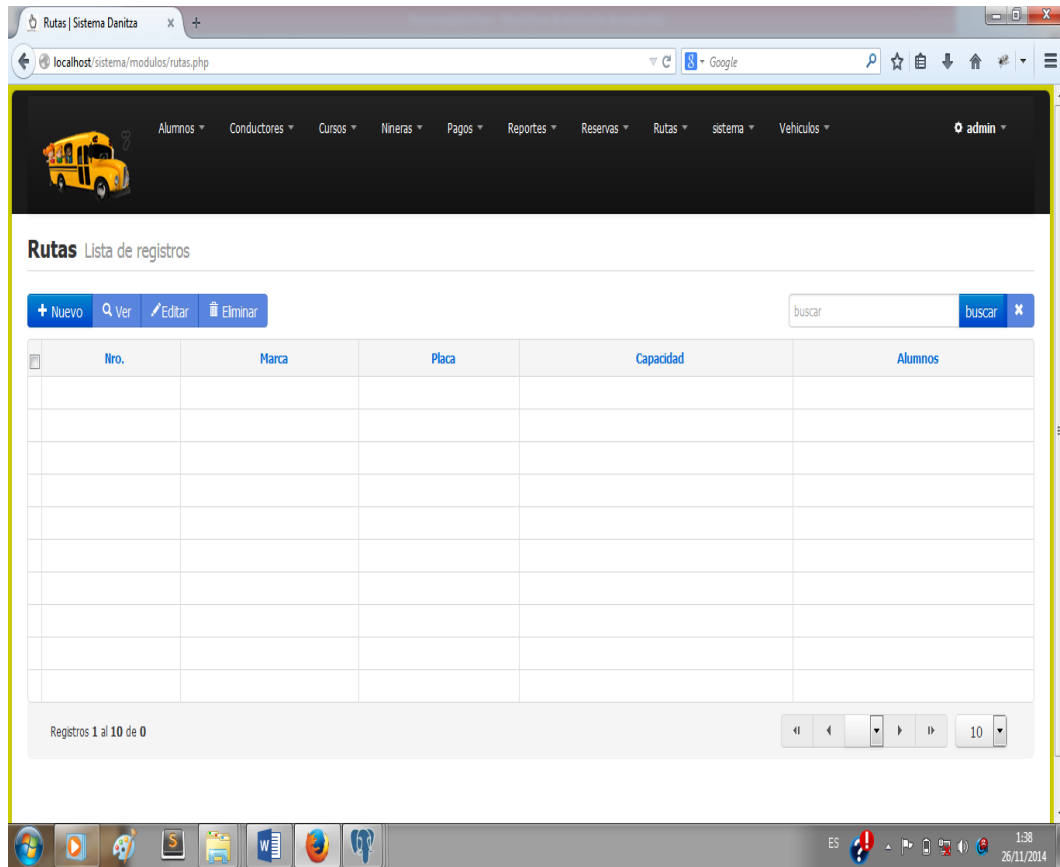 Rutas | Sistema Danitza
localhost/sistema/modulos/rutas.php
Google
Alumnos Conductores Cursos Nineras Pagos Reportes Reservas Rutas sistema Vehiculos admin
Rutas Lista de registros
Nuevo Ver Editar Eliminar buscar buscar
Nro. Marca Placa Capacidad Alumnos
Registros 1 al 10 de 0
10
ES
1:38
26/11/2014